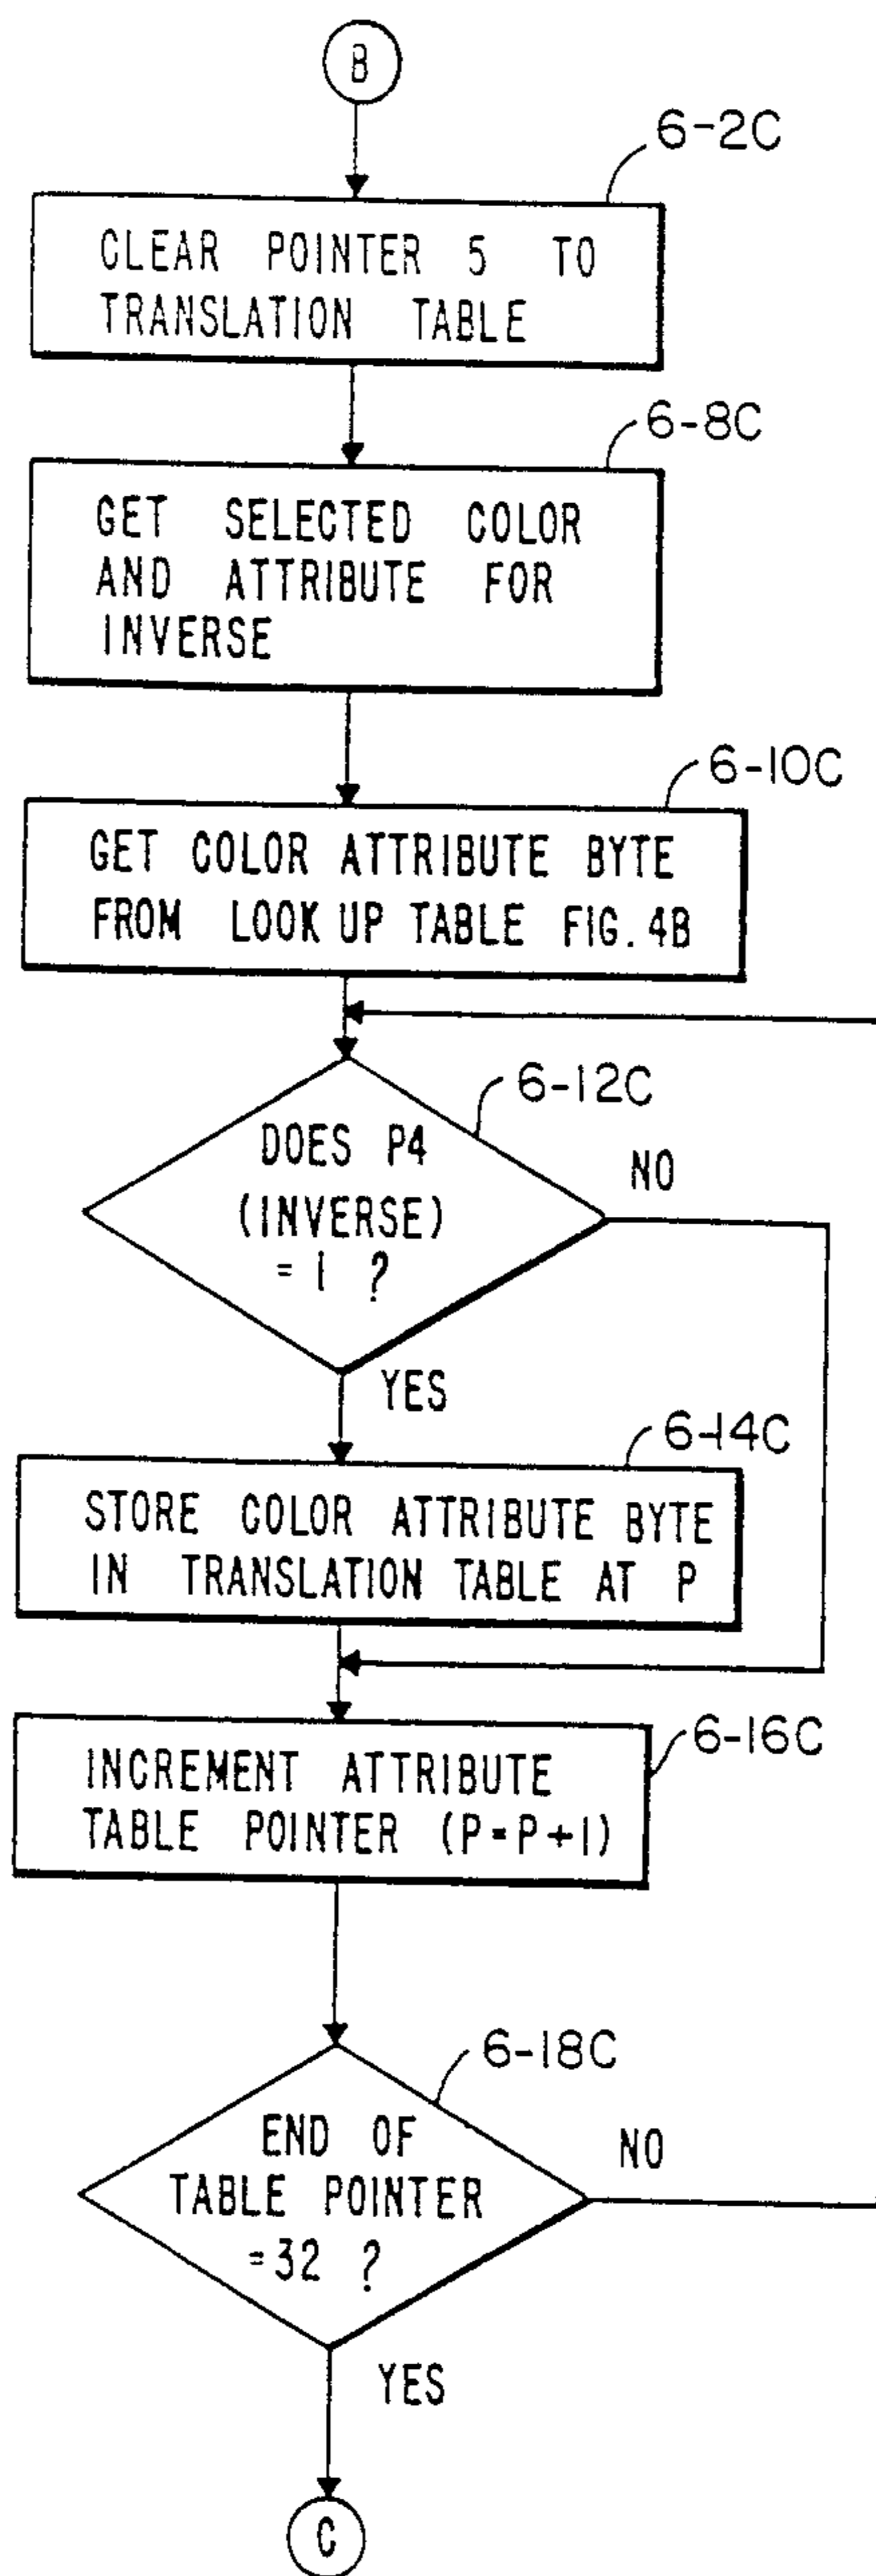 B
6-2C
CLEAR POINTER 5 TO
TRANSLATION TABLE
6-8C
GET SELECTED COLOR
AND ATTRIBUTE FOR
INVERSE
6-10C
GET COLOR ATTRIBUTE BYTE
FROM LOOK UP TABLE FIG. 4B
6-12C
DOES P4
(INVERSE)
= 1 ?
NO
YES
6-14C
STORE COLOR ATTRIBUTE BYTE
IN TRANSLATION TABLE AT P
6-16C
INCREMENT ATTRIBUTE
TABLE POINTER (P=P+1)
6-18C
END OF
TABLE POINTER
=32 ?
NO
YES
C